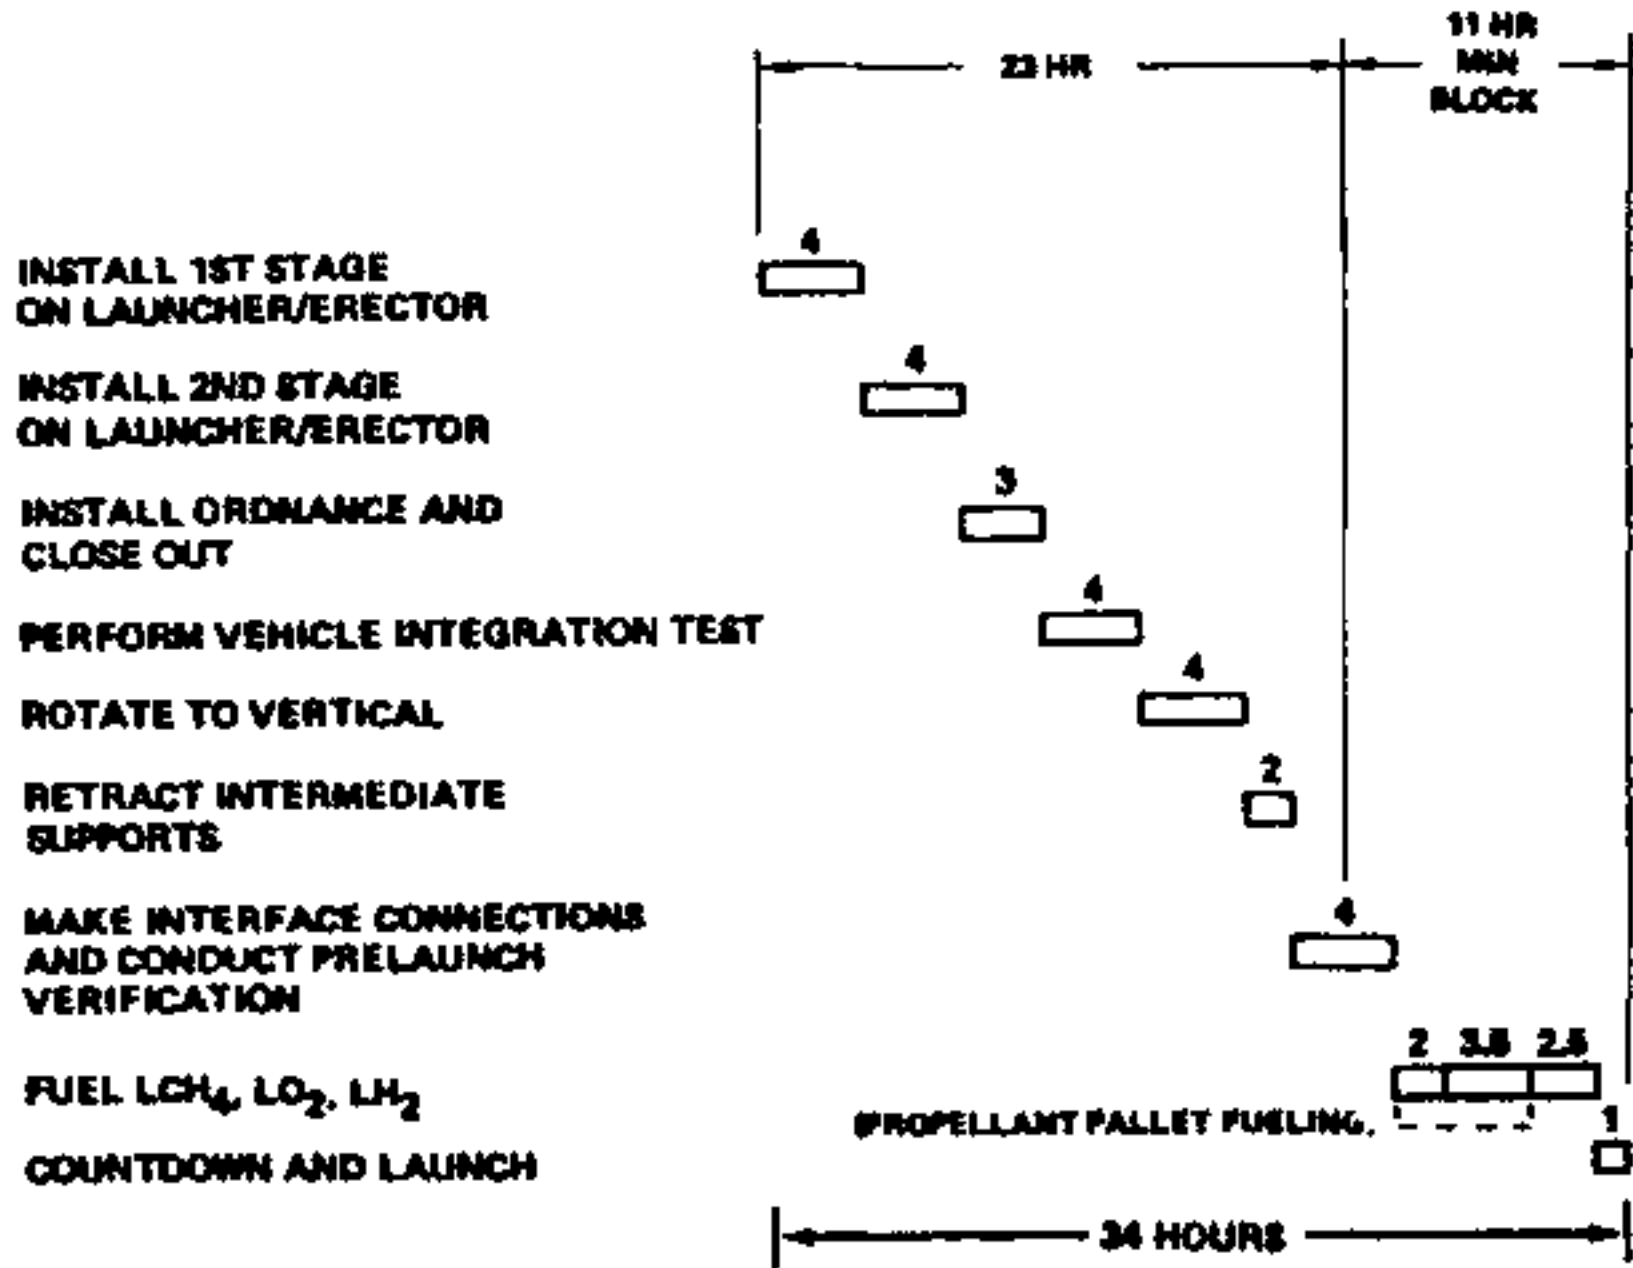 23 HR
11 HR
MIN
BLOCK
4
INSTALL 1ST STAGE
ON LAUNCHER/ERECTOR
4
INSTALL 2ND STAGE
ON LAUNCHER/ERECTOR
3
INSTALL ORDNANCE AND
CLOSE OUT
4
PERFORM VEHICLE INTEGRATION TEST
4
ROTATE TO VERTICAL
2
RETRACT INTERMEDIATE
SUPPORTS
4
MAKE INTERFACE CONNECTIONS
AND CONDUCT PRELAUNCH
VERIFICATION
2 3.5 2.5
FUEL LCH₄, LO₂, LH₂
(PROPELLANT PALLET FUELING)
1
COUNTDOWN AND LAUNCH
34 HOURS